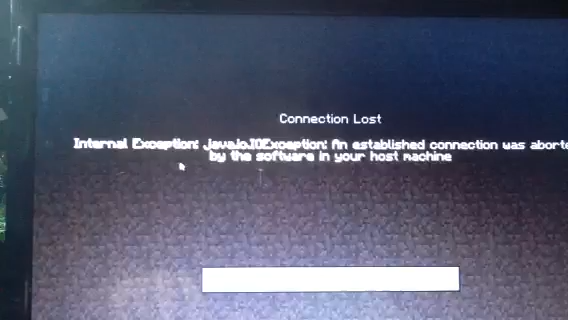 Connection Lost
Internal Exception: java.io.IOException: An established connection was aborte
by the software in your host machine